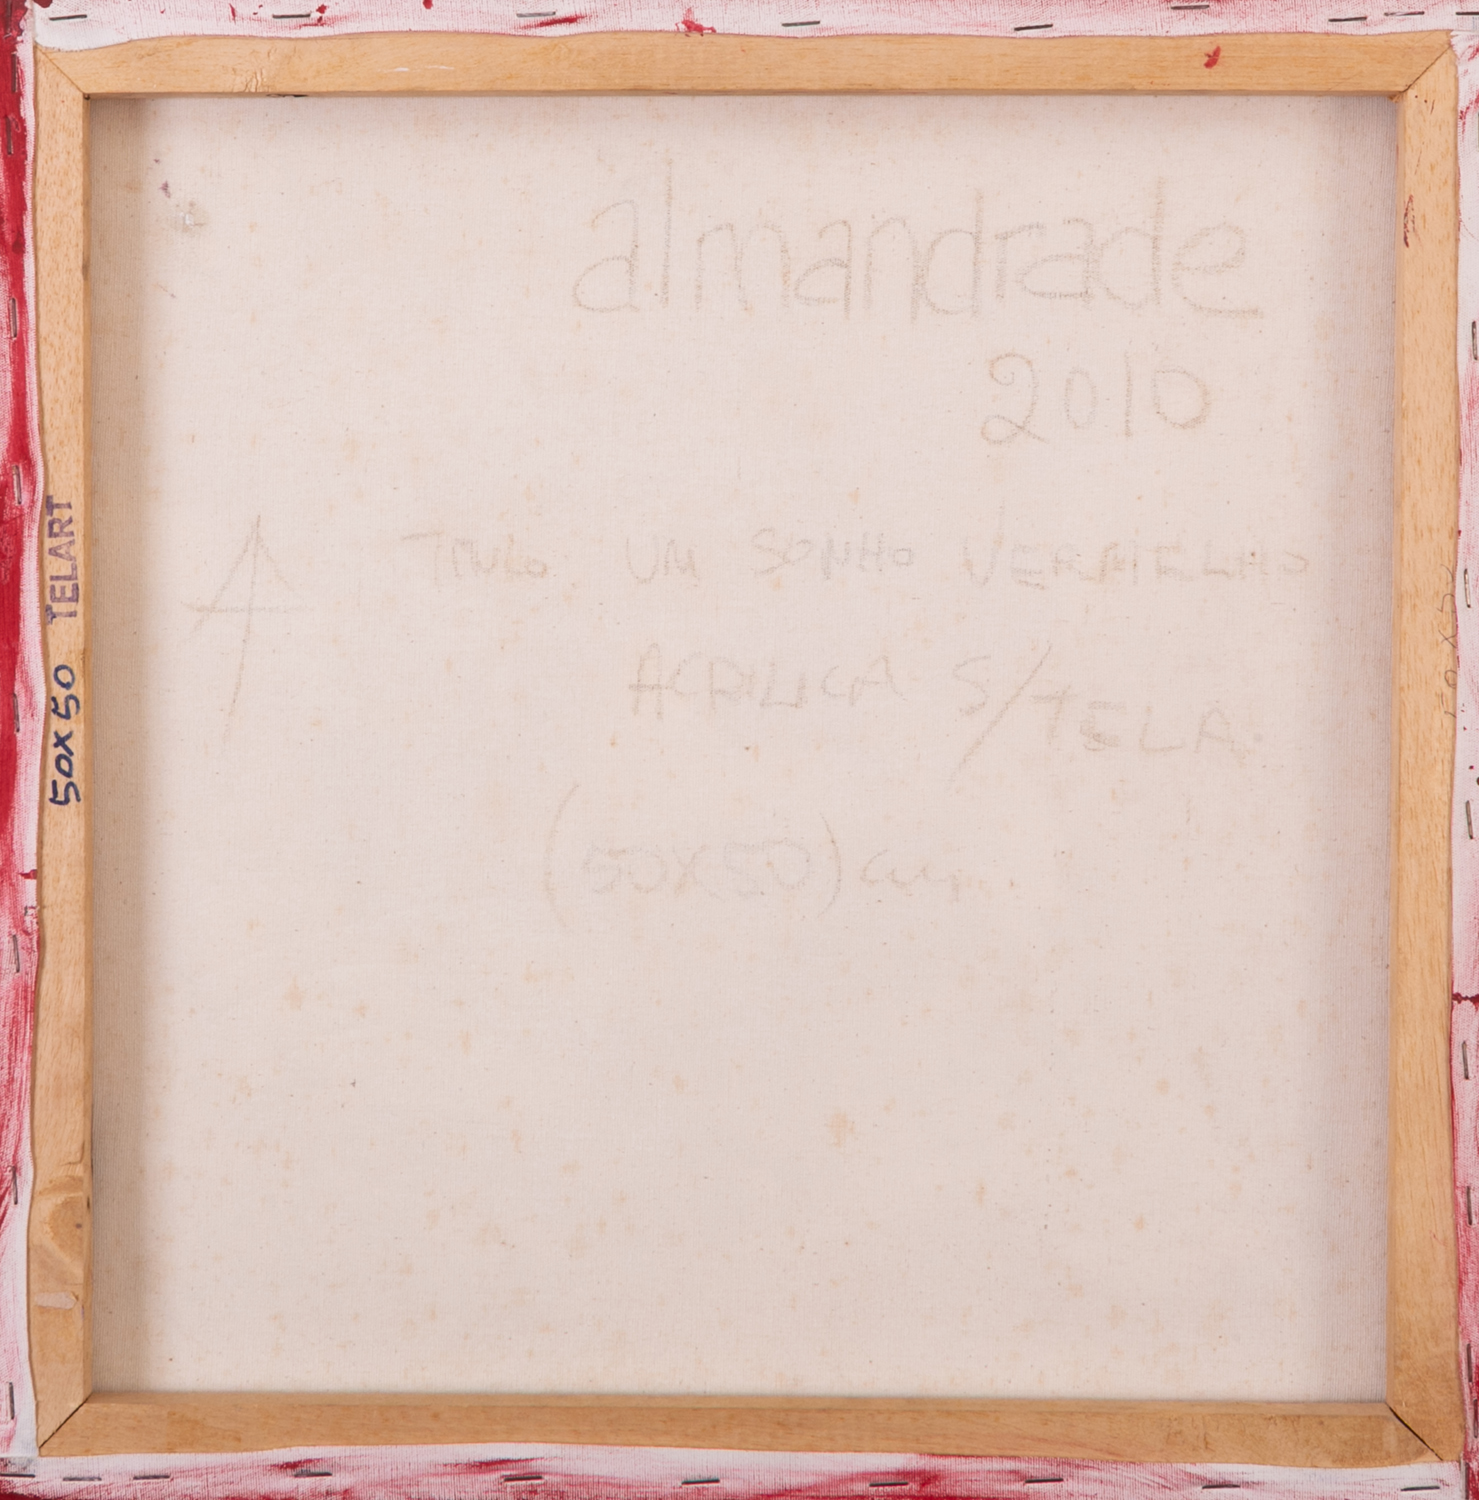 almandrade
2010
TITULO UM SONHO VERMELHO
ACRILICA S/TELA
(50X50) cm.
50X50 TELART